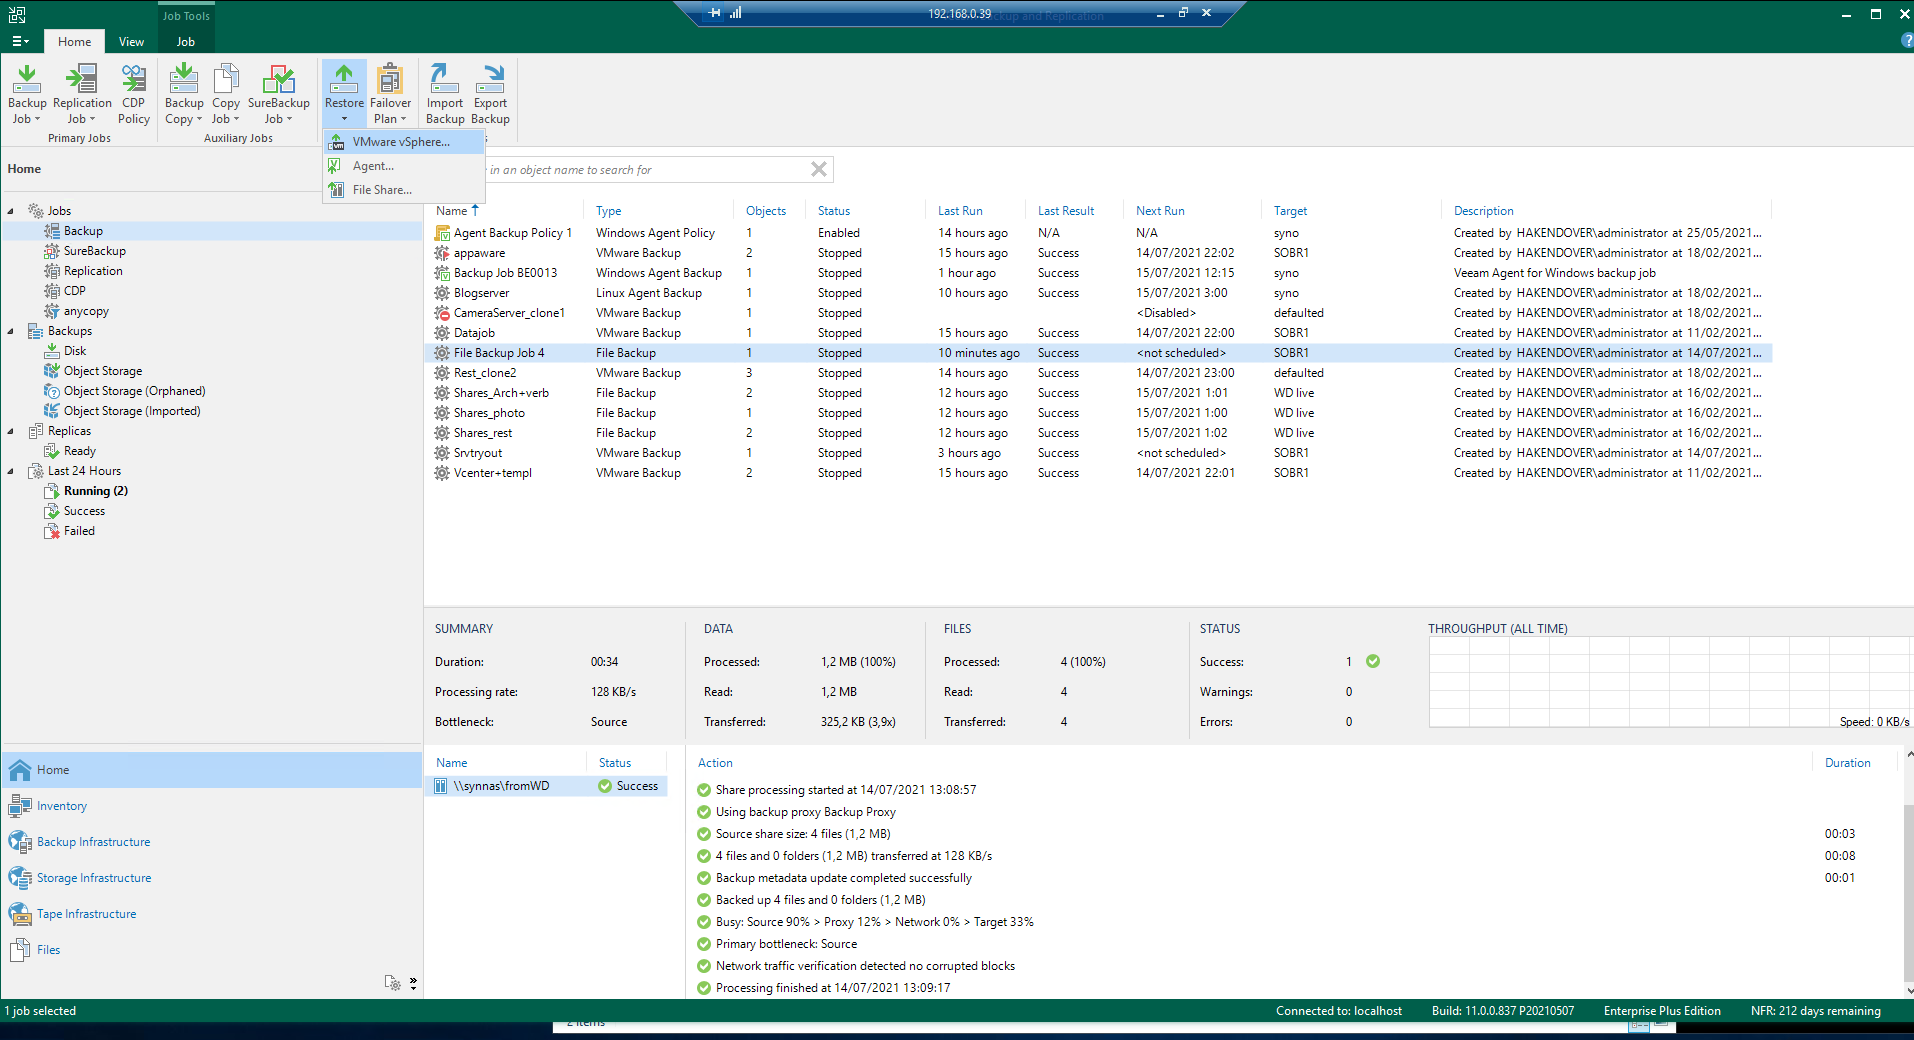 Job Tools
192.168.0.39
Backup and Replication
Home
View
Job
Backup Job
Replication Job
CDP Policy
Primary Jobs
Backup Copy
Copy Job
SureBackup Job
Auxiliary Jobs
Restore
Failover Plan
Import Backup
Export Backup
VMware vSphere...
Agent...
File Share...
Home
in an object name to search for
Jobs
Backup
SureBackup
Replication
CDP
anycopy
Backups
Disk
Object Storage
Object Storage (Orphaned)
Object Storage (Imported)
Replicas
Ready
Last 24 Hours
Running (2)
Success
Failed
Name Type Objects Status Last Run Last Result Next Run Target Description
Agent Backup Policy 1 Windows Agent Policy 1 Enabled 14 hours ago N/A N/A syno Created by HAKENDOVER\administrator at 25/05/2021...
appaware VMware Backup 2 Stopped 15 hours ago Success 14/07/2021 22:02 SOBR1 Created by HAKENDOVER\administrator at 18/02/2021...
Backup Job BE0013 Windows Agent Backup 1 Stopped 1 hour ago Success 15/07/2021 12:15 syno Veeam Agent for Windows backup job
Blogserver Linux Agent Backup 1 Stopped 10 hours ago Success 15/07/2021 3:00 syno Created by HAKENDOVER\administrator at 18/02/2021...
CameraServer_clone1 VMware Backup 1 Stopped <Disabled> defaulted Created by HAKENDOVER\administrator at 18/02/2021...
Datajob VMware Backup 1 Stopped 15 hours ago Success 14/07/2021 22:00 SOBR1 Created by HAKENDOVER\administrator at 11/02/2021...
File Backup Job 4 File Backup 1 Stopped 10 minutes ago Success <not scheduled> SOBR1 Created by HAKENDOVER\administrator at 14/07/2021...
Rest_clone2 VMware Backup 3 Stopped 14 hours ago Success 14/07/2021 23:00 defaulted Created by HAKENDOVER\administrator at 18/02/2021...
Shares_Arch+verb File Backup 2 Stopped 12 hours ago Success 15/07/2021 1:01 WD live Created by HAKENDOVER\administrator at 16/02/2021...
Shares_photo File Backup 1 Stopped 12 hours ago Success 15/07/2021 1:00 WD live Created by HAKENDOVER\administrator at 16/02/2021...
Shares_rest File Backup 2 Stopped 12 hours ago Success 15/07/2021 1:02 WD live Created by HAKENDOVER\administrator at 16/02/2021...
Srvtryout VMware Backup 1 Stopped 3 hours ago Success <not scheduled> SOBR1 Created by HAKENDOVER\administrator at 14/07/2021...
Vcenter+templ VMware Backup 2 Stopped 15 hours ago Success 14/07/2021 22:01 SOBR1 Created by HAKENDOVER\administrator at 11/02/2021...
SUMMARY DATA FILES STATUS THROUGHPUT (ALL TIME)
Duration: 00:34 Processed: 1,2 MB (100%) Processed: 4 (100%) Success: 1
Processing rate: 128 KB/s Read: 1,2 MB Read: 4 Warnings: 0
Bottleneck: Source Transferred: 325,2 KB (3,9x) Transferred: 4 Errors: 0 Speed: 0 KB/s
Name Status Action Duration
\\synnas\fromWD Success
Share processing started at 14/07/2021 13:08:57
Using backup proxy Backup Proxy
Source share size: 4 files (1,2 MB) 00:03
4 files and 0 folders (1,2 MB) transferred at 128 KB/s 00:08
Backup metadata update completed successfully 00:01
Backed up 4 files and 0 folders (1,2 MB)
Busy: Source 90% > Proxy 12% > Network 0% > Target 33%
Primary bottleneck: Source
Network traffic verification detected no corrupted blocks
Processing finished at 14/07/2021 13:09:17
Home
Inventory
Backup Infrastructure
Storage Infrastructure
Tape Infrastructure
Files
1 job selected Connected to: localhost Build: 11.0.0.837 P20210507 Enterprise Plus Edition NFR: 212 days remaining
2 items